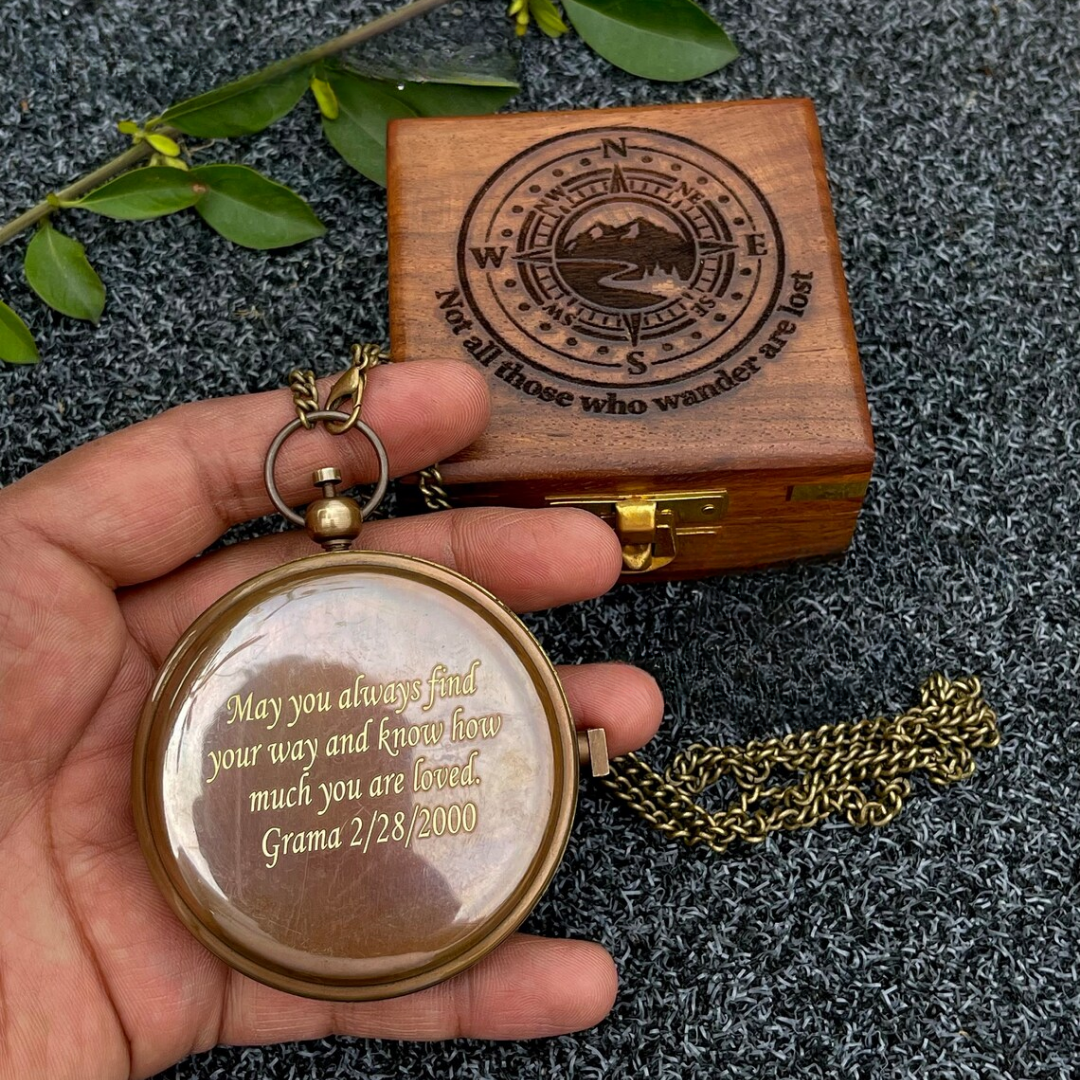 N
NW
NE
W
E
SW
SE
S
Not all those who wander are lost
May you always find
your way and know how
much you are loved.
Grama 2/28/2000